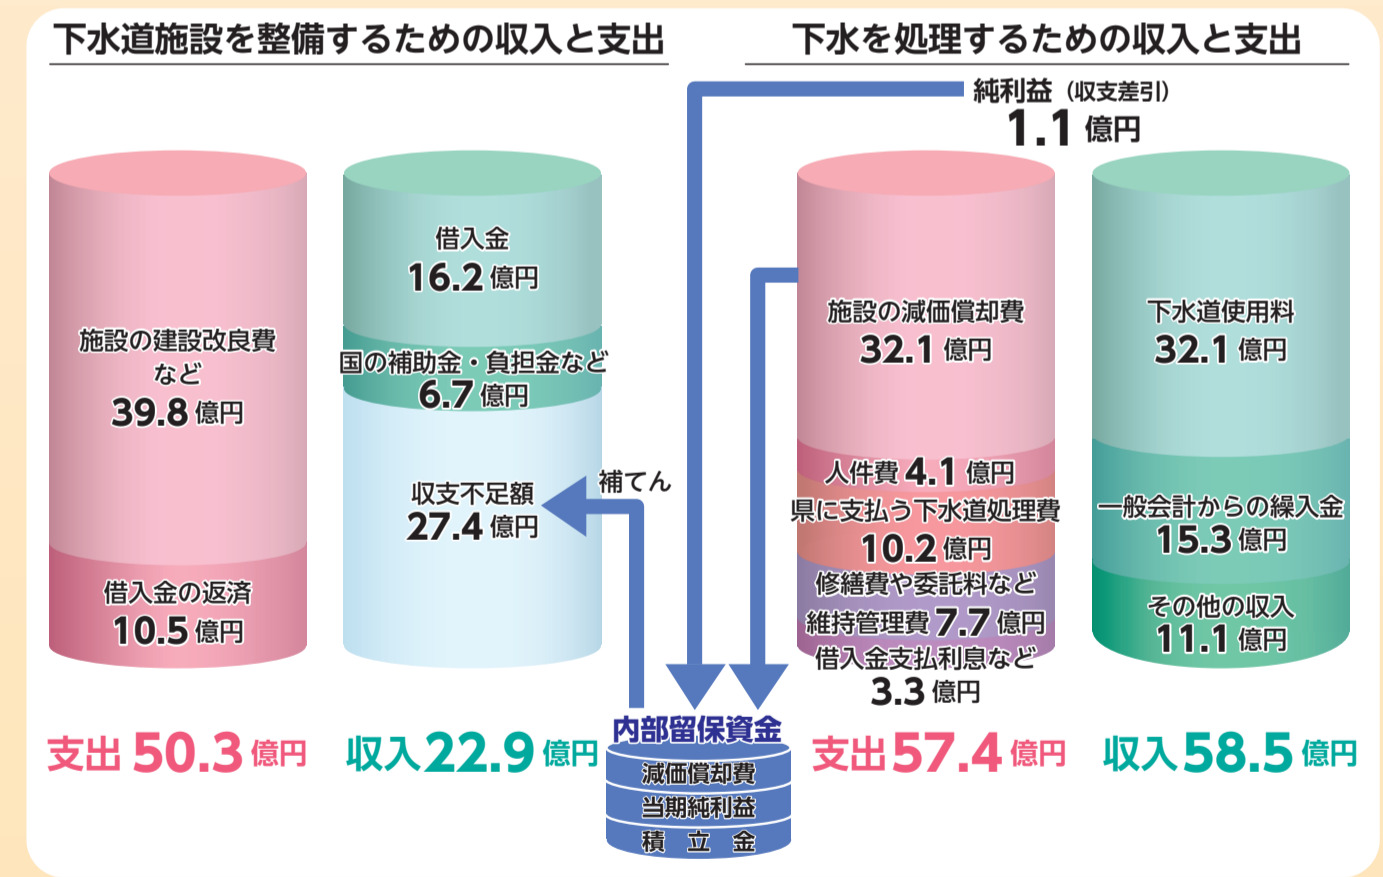 下水道施設を整備するための収入と支出
施設の建設改良費
など
39.8 億円
借入金の返済
10.5 億円
支出 50.3 億円
借入金
16.2 億円
国の補助金・負担金など
6.7 億円
収支不足額
27.4 億円
補てん
収入 22.9 億円
内部留保資金
減価償却費
当期純利益
積 立 金
下水を処理するための収入と支出
純利益（収支差引）
1.1 億円
施設の減価償却費
32.1 億円
人件費 4.1 億円
県に支払う下水道処理費
10.2 億円
修繕費や委託料など
維持管理費 7.7 億円
借入金支払利息など
3.3 億円
支出 57.4 億円
下水道使用料
32.1 億円
一般会計からの繰入金
15.3 億円
その他の収入
11.1 億円
収入 58.5 億円